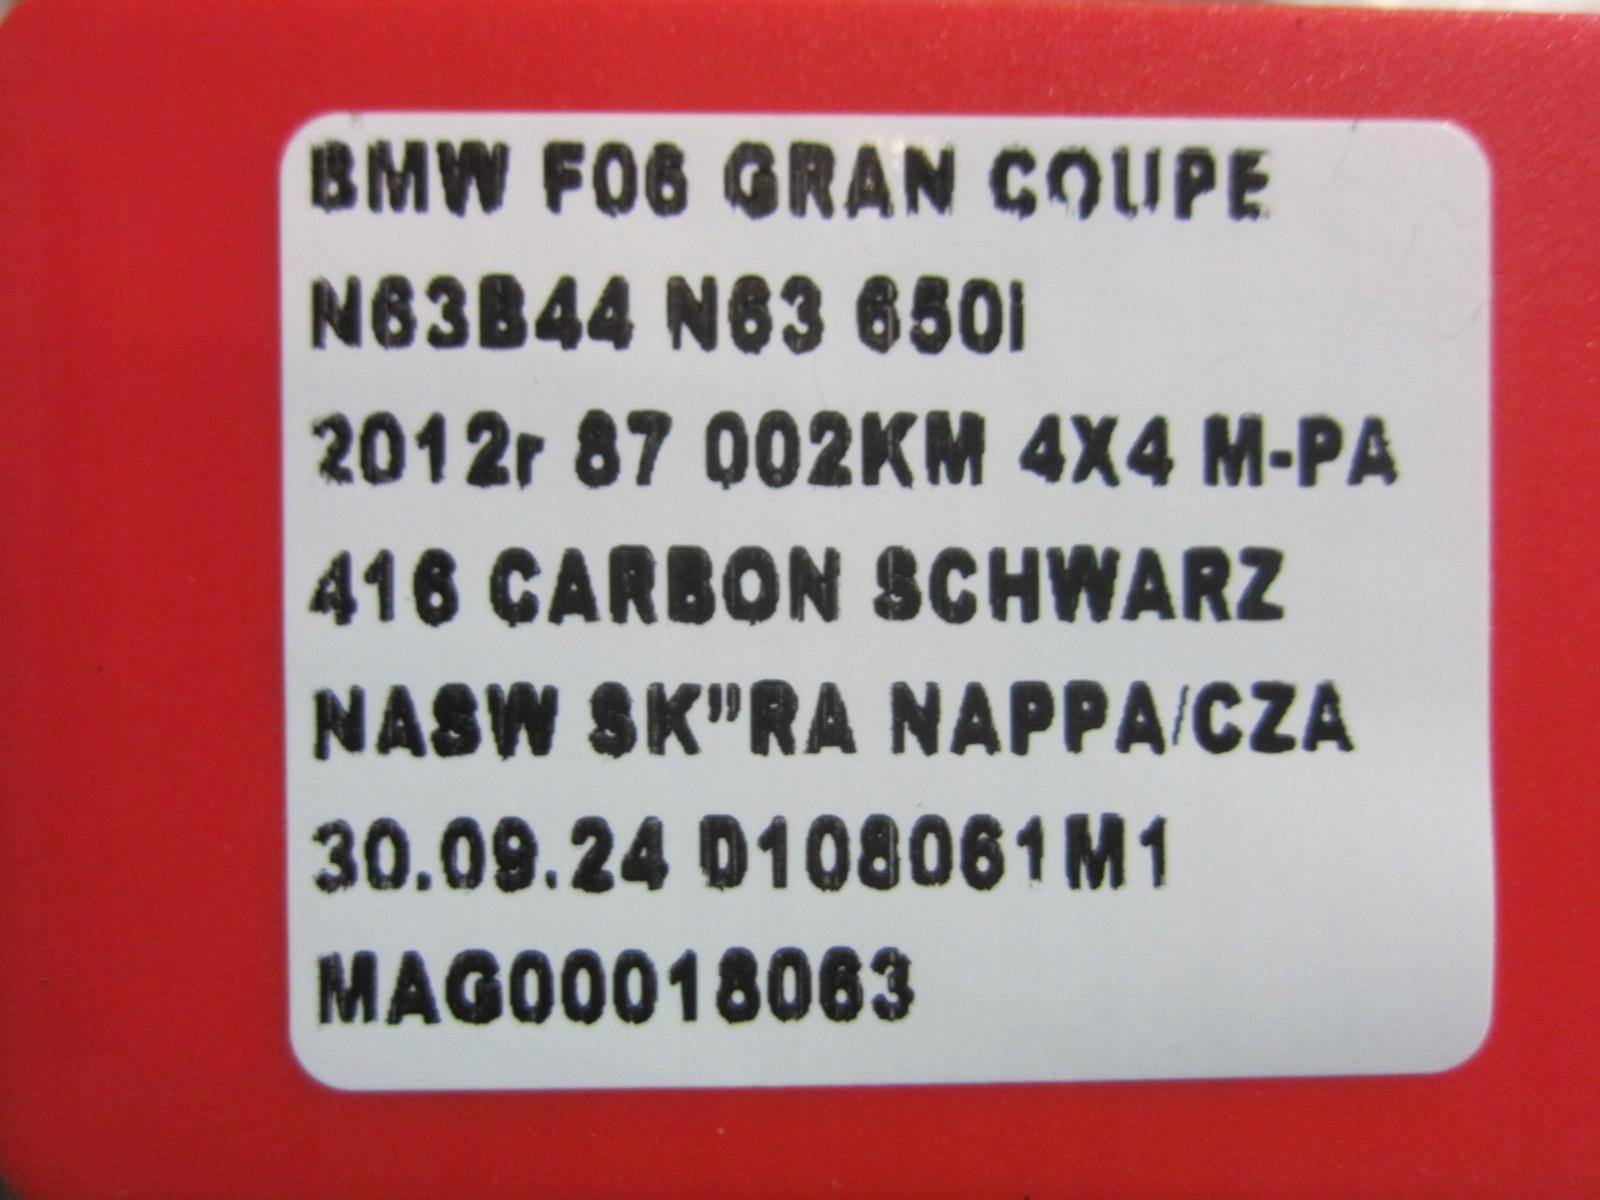 BMW F06 GRAN COUPE
N63B44 N63 650i
2012r 87 002KM 4X4 M-PA
416 CARBON SCHWARZ
NASW SK”RA NAPPA/CZA
30.09.24 D108061M1
MAG00018063